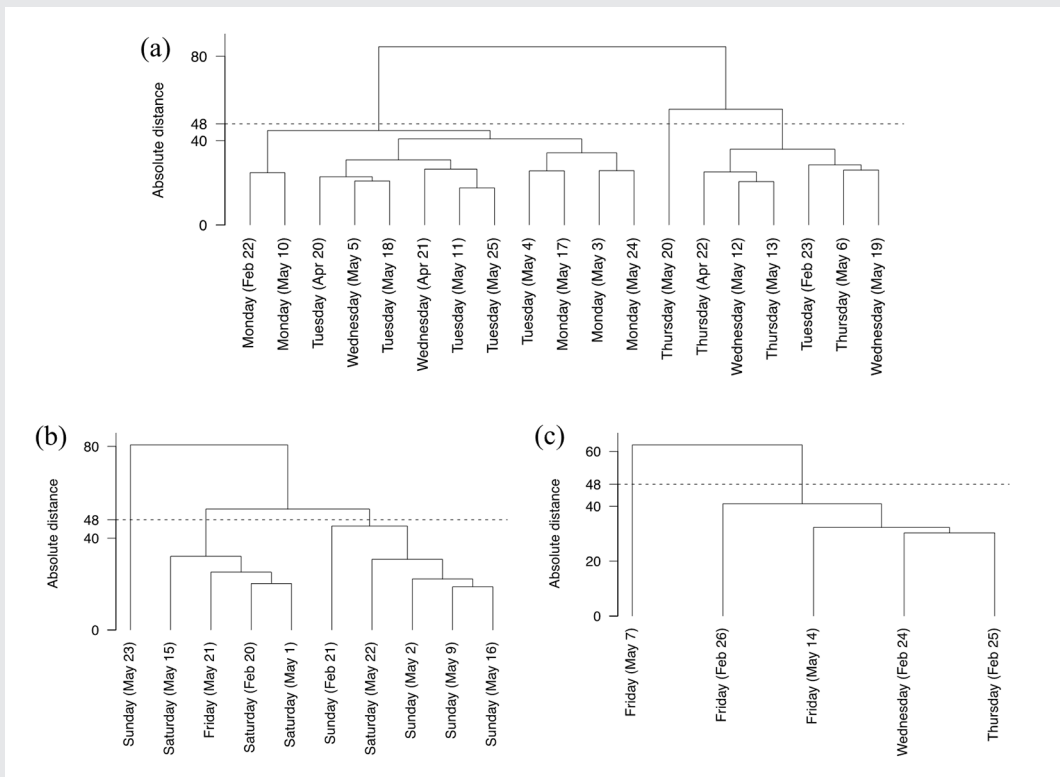 (a)
Absolute distance
80
48
40
0
Monday (Feb 22)
Monday (May 10)
Tuesday (Apr 20)
Wednesday (May 5)
Tuesday (May 18)
Wednesday (Apr 21)
Tuesday (May 11)
Tuesday (May 25)
Tuesday (May 4)
Monday (May 17)
Monday (May 3)
Monday (May 24)
Thursday (May 20)
Thursday (Apr 22)
Wednesday (May 12)
Thursday (May 13)
Tuesday (Feb 23)
Thursday (May 6)
Wednesday (May 19)
(b)
Absolute distance
80
48
40
0
Sunday (May 23)
Saturday (May 15)
Friday (May 21)
Saturday (Feb 20)
Saturday (May 1)
Sunday (Feb 21)
Saturday (May 22)
Sunday (May 2)
Sunday (May 9)
Sunday (May 16)
(c)
Absolute distance
60
48
40
20
0
Friday (May 7)
Friday (Feb 26)
Friday (May 14)
Wednesday (Feb 24)
Thursday (Feb 25)